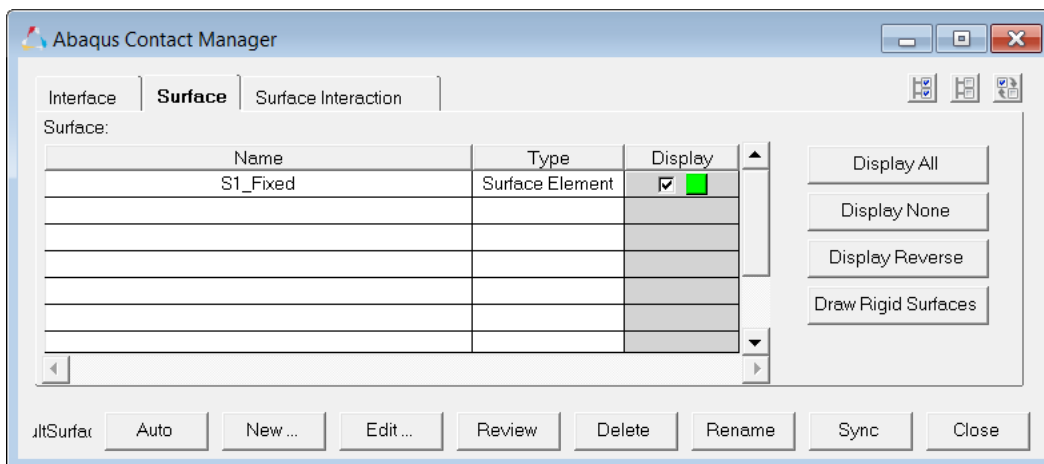 Abaqus Contact Manager
Interface Surface Surface Interaction
Surface:
Name Type Display
S1_Fixed Surface Element
Display All
Display None
Display Reverse
Draw Rigid Surfaces
ultSurfac Auto New ... Edit ... Review Delete Rename Sync Close